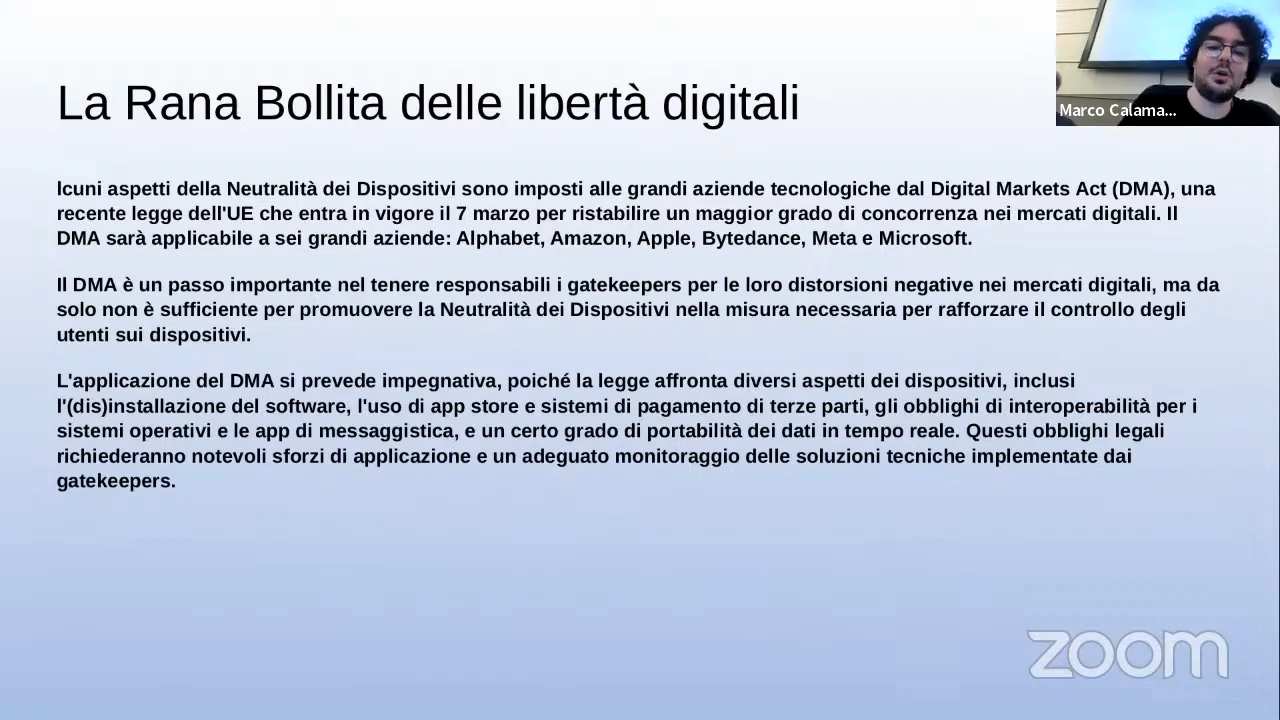 La Rana Bollita delle libertà digitali
Marco Calama...
lcuni aspetti della Neutralità dei Dispositivi sono imposti alle grandi aziende tecnologiche dal Digital Markets Act (DMA), una
recente legge dell'UE che entra in vigore il 7 marzo per ristabilire un maggior grado di concorrenza nei mercati digitali. Il
DMA sarà applicabile a sei grandi aziende: Alphabet, Amazon, Apple, Bytedance, Meta e Microsoft.
Il DMA è un passo importante nel tenere responsabili i gatekeepers per le loro distorsioni negative nei mercati digitali, ma da
solo non è sufficiente per promuovere la Neutralità dei Dispositivi nella misura necessaria per rafforzare il controllo degli
utenti sui dispositivi.
L'applicazione del DMA si prevede impegnativa, poiché la legge affronta diversi aspetti dei dispositivi, inclusi
l'(dis)installazione del software, l'uso di app store e sistemi di pagamento di terze parti, gli obblighi di interoperabilità per i
sistemi operativi e le app di messaggistica, e un certo grado di portabilità dei dati in tempo reale. Questi obblighi legali
richiederanno notevoli sforzi di applicazione e un adeguato monitoraggio delle soluzioni tecniche implementate dai
gatekeepers.
zoom